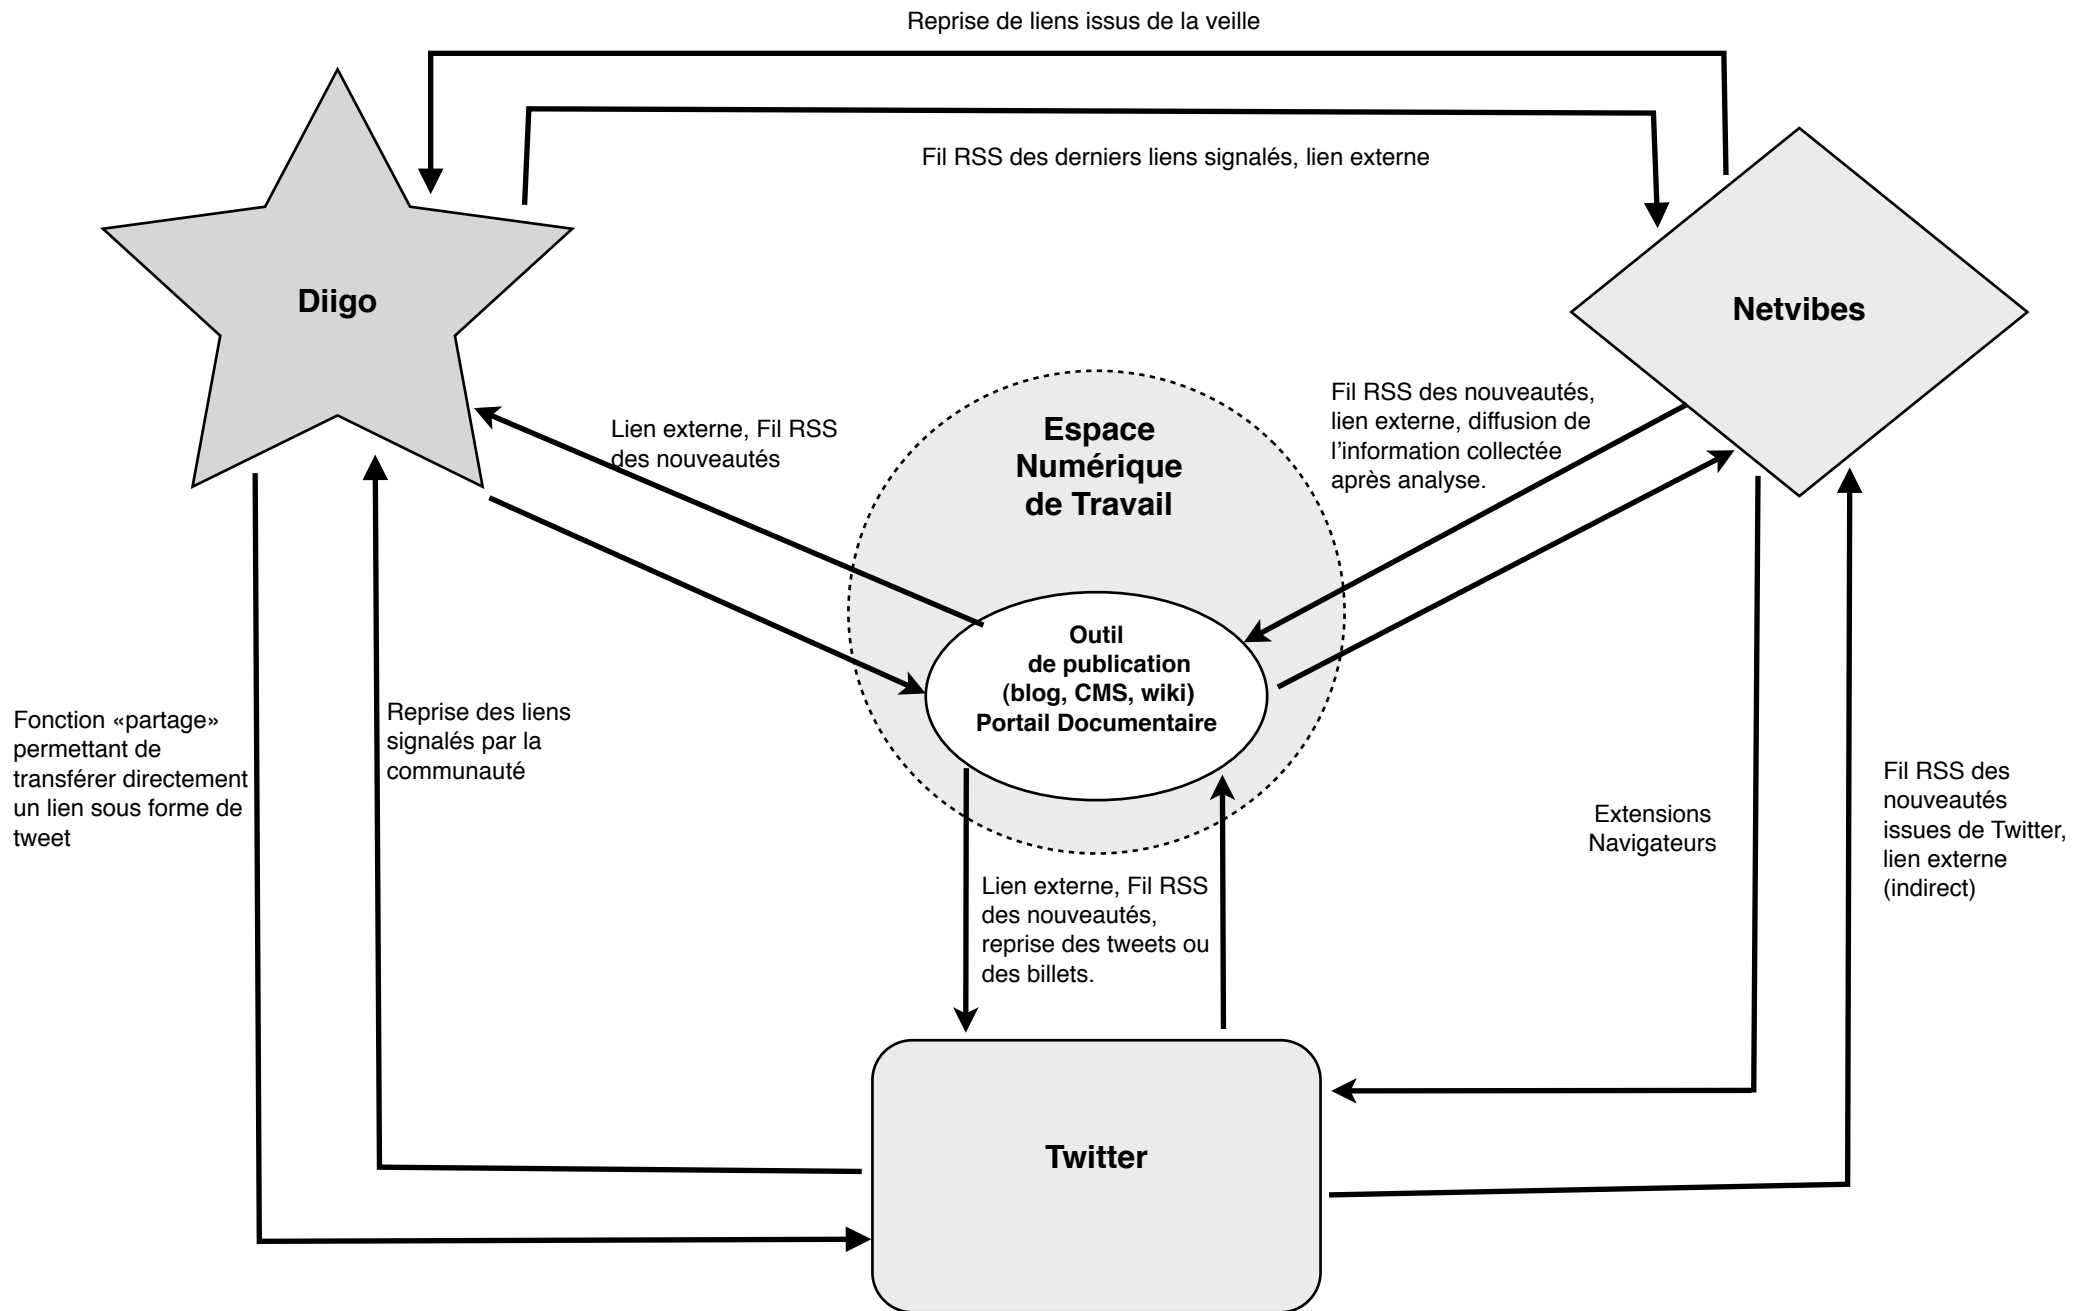 Reprise de liens issus de la veille
Fil RSS des derniers liens signalés, lien externe
Diigo
Netvibes
Fil RSS des nouveautés,
lien externe, diffusion de
l'information collectée
après analyse.
Lien externe, Fil RSS
des nouveautés
Espace
Numérique
de Travail
Outil
de publication
(blog, CMS, wiki)
Portail Documentaire
Fonction «partage»
permettant de
transférer directement
un lien sous forme de
tweet
Reprise des liens
signalés par la
communauté
Lien externe, Fil RSS
des nouveautés,
reprise des tweets ou
des billets.
Extensions
Navigateurs
Fil RSS des
nouveautés
issues de Twitter,
lien externe
(indirect)
Twitter